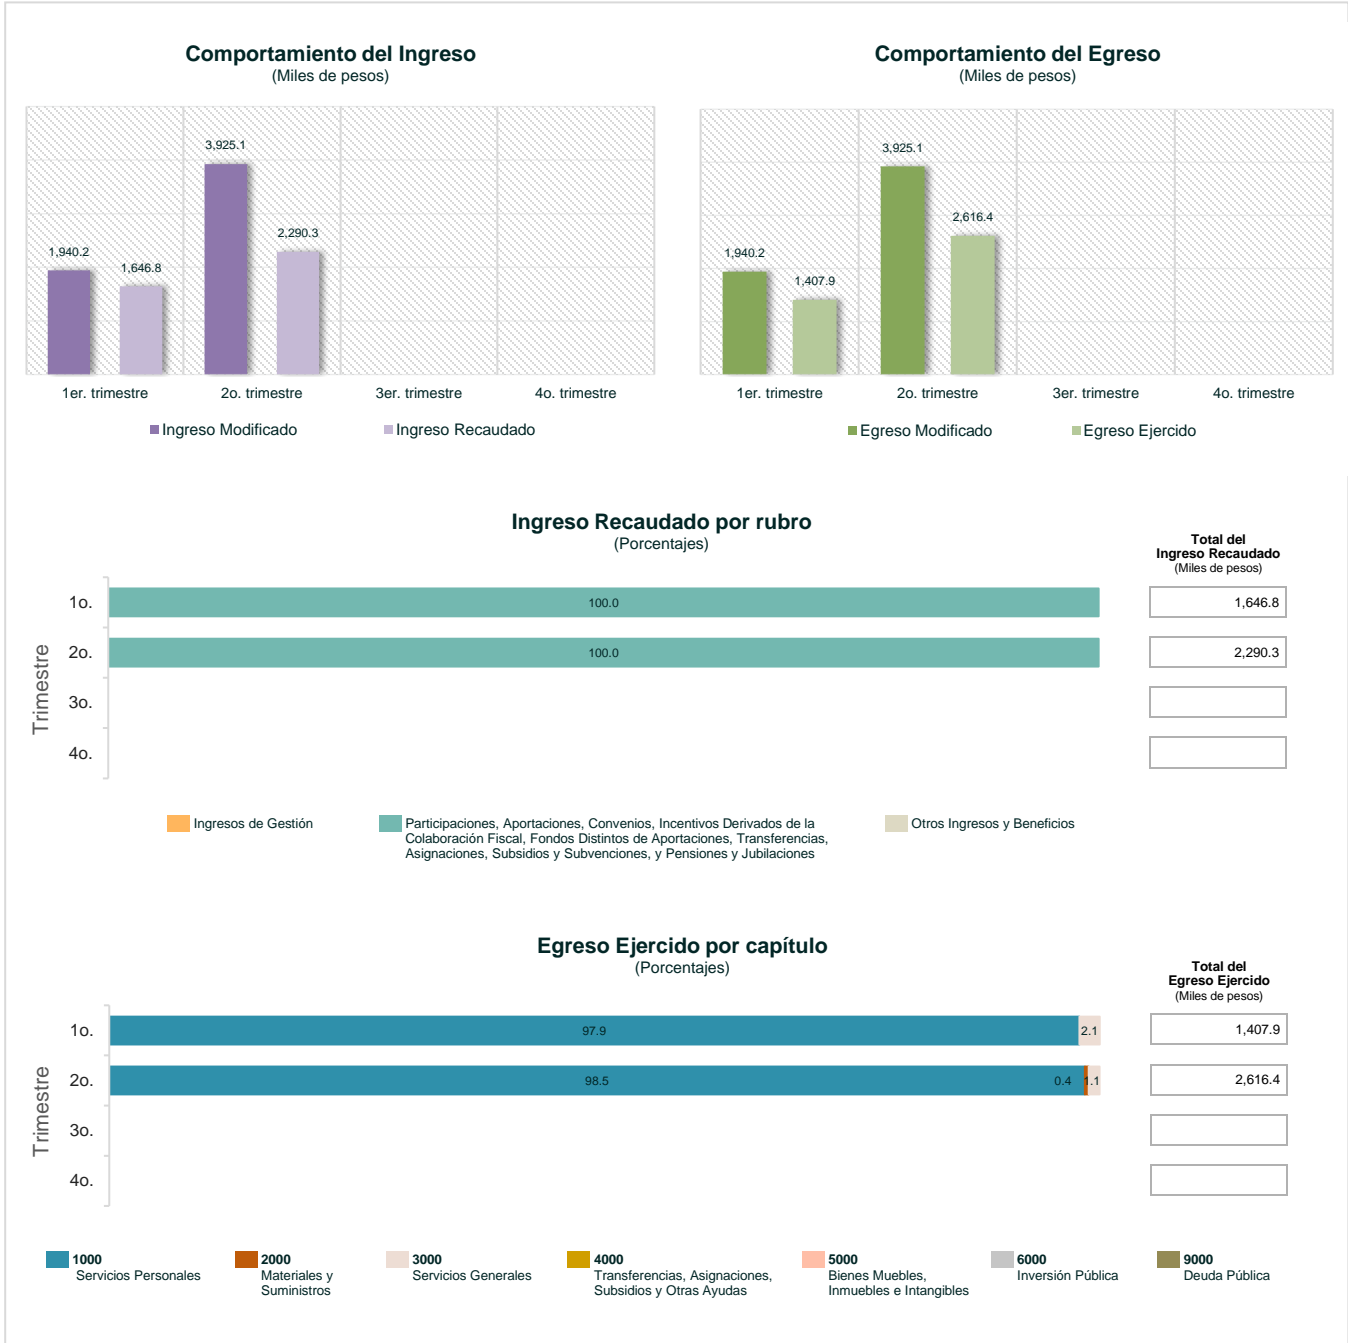 Comportamiento del Ingreso
(Miles de pesos)
3,925.1
2,290.3
1,940.2
1,646.8
1er. trimestre
2o. trimestre
3er. trimestre
4o. trimestre
Ingreso Modificado
Ingreso Recaudado
Comportamiento del Egreso
(Miles de pesos)
3,925.1
2,616.4
1,940.2
1,407.9
1er. trimestre
2o. trimestre
3er. trimestre
4o. trimestre
Egreso Modificado
Egreso Ejercido
Ingreso Recaudado por rubro
(Porcentajes)
Total del
Ingreso Recaudado
(Miles de pesos)
Trimestre
1o.
100.0
1,646.8
2o.
100.0
2,290.3
3o.
4o.
Ingresos de Gestión
Participaciones, Aportaciones, Convenios, Incentivos Derivados de la
Colaboración Fiscal, Fondos Distintos de Aportaciones, Transferencias,
Asignaciones, Subsidios y Subvenciones, y Pensiones y Jubilaciones
Otros Ingresos y Beneficios
Egreso Ejercido por capítulo
(Porcentajes)
Total del
Egreso Ejercido
(Miles de pesos)
Trimestre
1o.
97.9
2.1
1,407.9
2o.
98.5
0.4
1.1
2,616.4
3o.
4o.
1000
Servicios Personales
2000
Materiales y
Suministros
3000
Servicios Generales
4000
Transferencias, Asignaciones,
Subsidios y Otras Ayudas
5000
Bienes Muebles,
Inmuebles e Intangibles
6000
Inversión Pública
9000
Deuda Pública